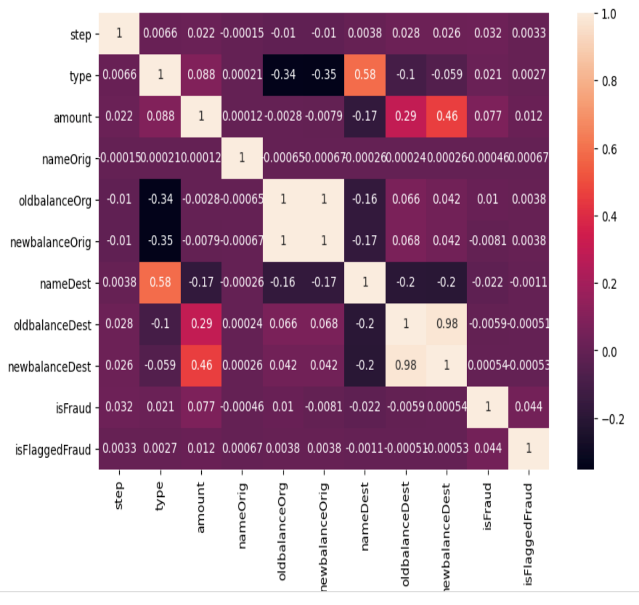 step 1 0.0066 0.022 -0.00015 -0.01 -0.01 0.0038 0.028 0.026 0.032 0.0033
type 0.0066 1 0.088 0.00021 -0.34 -0.35 0.58 -0.1 -0.059 0.021 0.0027
amount 0.022 0.088 1 0.00012 -0.0028 -0.0079 -0.17 0.29 0.46 0.077 0.012
nameOrig -0.00015 0.00021 0.00012 1 -0.00065 -0.00067 -0.00026 0.00024 0.00026 -0.00046 0.00067
oldbalanceOrg -0.01 -0.34 -0.0028 -0.00065 1 1 -0.16 0.066 0.042 0.01 0.0038
newbalanceOrig -0.01 -0.35 -0.0079 -0.00067 1 1 -0.17 0.068 0.042 -0.0081 0.0038
nameDest 0.0038 0.58 -0.17 -0.00026 -0.16 -0.17 1 -0.2 -0.2 -0.022 -0.0011
oldbalanceDest 0.028 -0.1 0.29 0.00024 0.066 0.068 -0.2 1 0.98 -0.0059 -0.00051
newbalanceDest 0.026 -0.059 0.46 0.00026 0.042 0.042 -0.2 0.98 1 0.00054 -0.00053
isFraud 0.032 0.021 0.077 -0.00046 0.01 -0.0081 -0.022 -0.0059 0.00054 1 0.044
isFlaggedFraud 0.0033 0.0027 0.012 0.00067 0.0038 0.0038 -0.0011 -0.00051 -0.00053 0.044 1
step
type
amount
nameOrig
oldbalanceOrg
newbalanceOrig
nameDest
oldbalanceDest
newbalanceDest
isFraud
isFlaggedFraud
1.0
0.8
0.6
0.4
0.2
0.0
−0.2